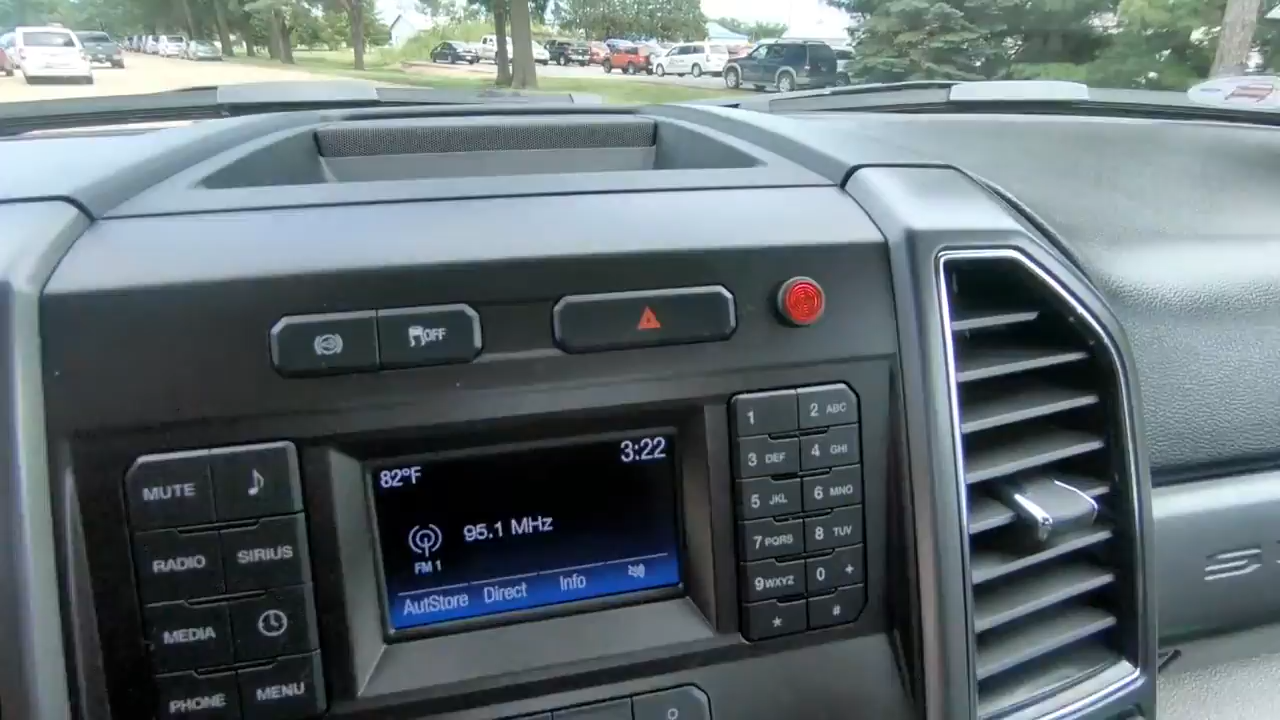 OFF
82°F
3:22
95.1 MHz
FM 1
AutoStore Direct Info
MUTE
RADIO SIRIUS
MEDIA
PHONE MENU
1 2 ABC
3 DEF 4 GHI
5 JKL 6 MNO
7 PQRS 8 TUV
9 WXYZ 0 +
* #